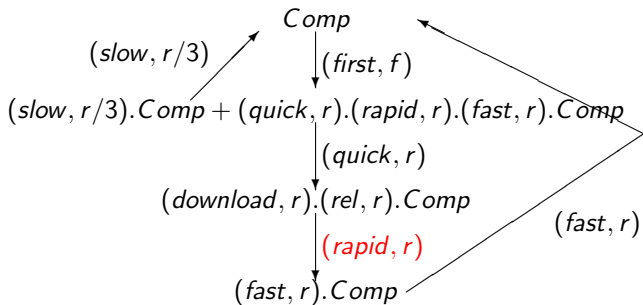 Comp
(slow, r/3)
(first, f)
(slow, r/3).Comp + (quick, r).(rapid, r).(fast, r).Comp
(quick, r)
(download, r).(rel, r).Comp
(fast, r)
(rapid, r)
(fast, r).Comp